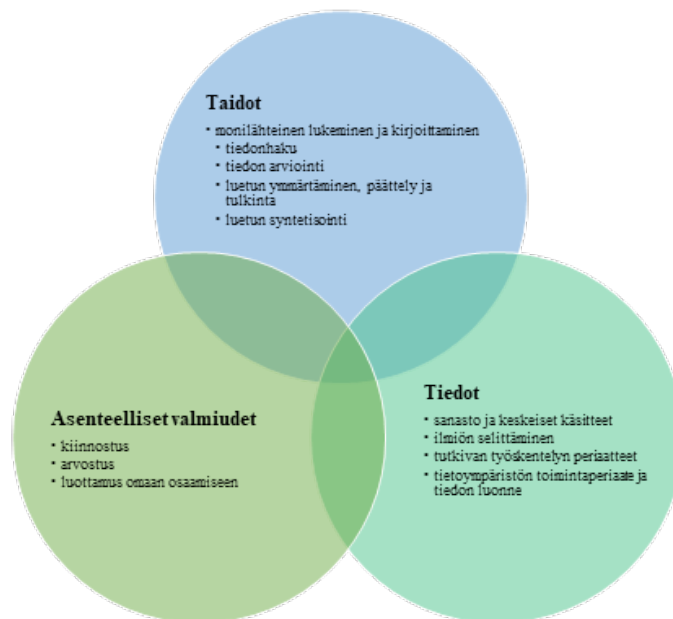 Taidot
• monilähteinen lukeminen ja kirjoittaminen
• tiedonhaku
• tiedon arviointi
• luetun ymmärtäminen, päättely ja
tulkinta
• luetun syntetisointi
Asenteelliset valmiudet
• kiinnostus
• arvostus
• luottamus omaan osaamiseen
Tiedot
• sanasto ja keskeiset käsitteet
• ilmiön selittäminen
• tutkivan työskentelyn periaatteet
• tietoympäristön toimintaperiaate ja
tiedon luonne